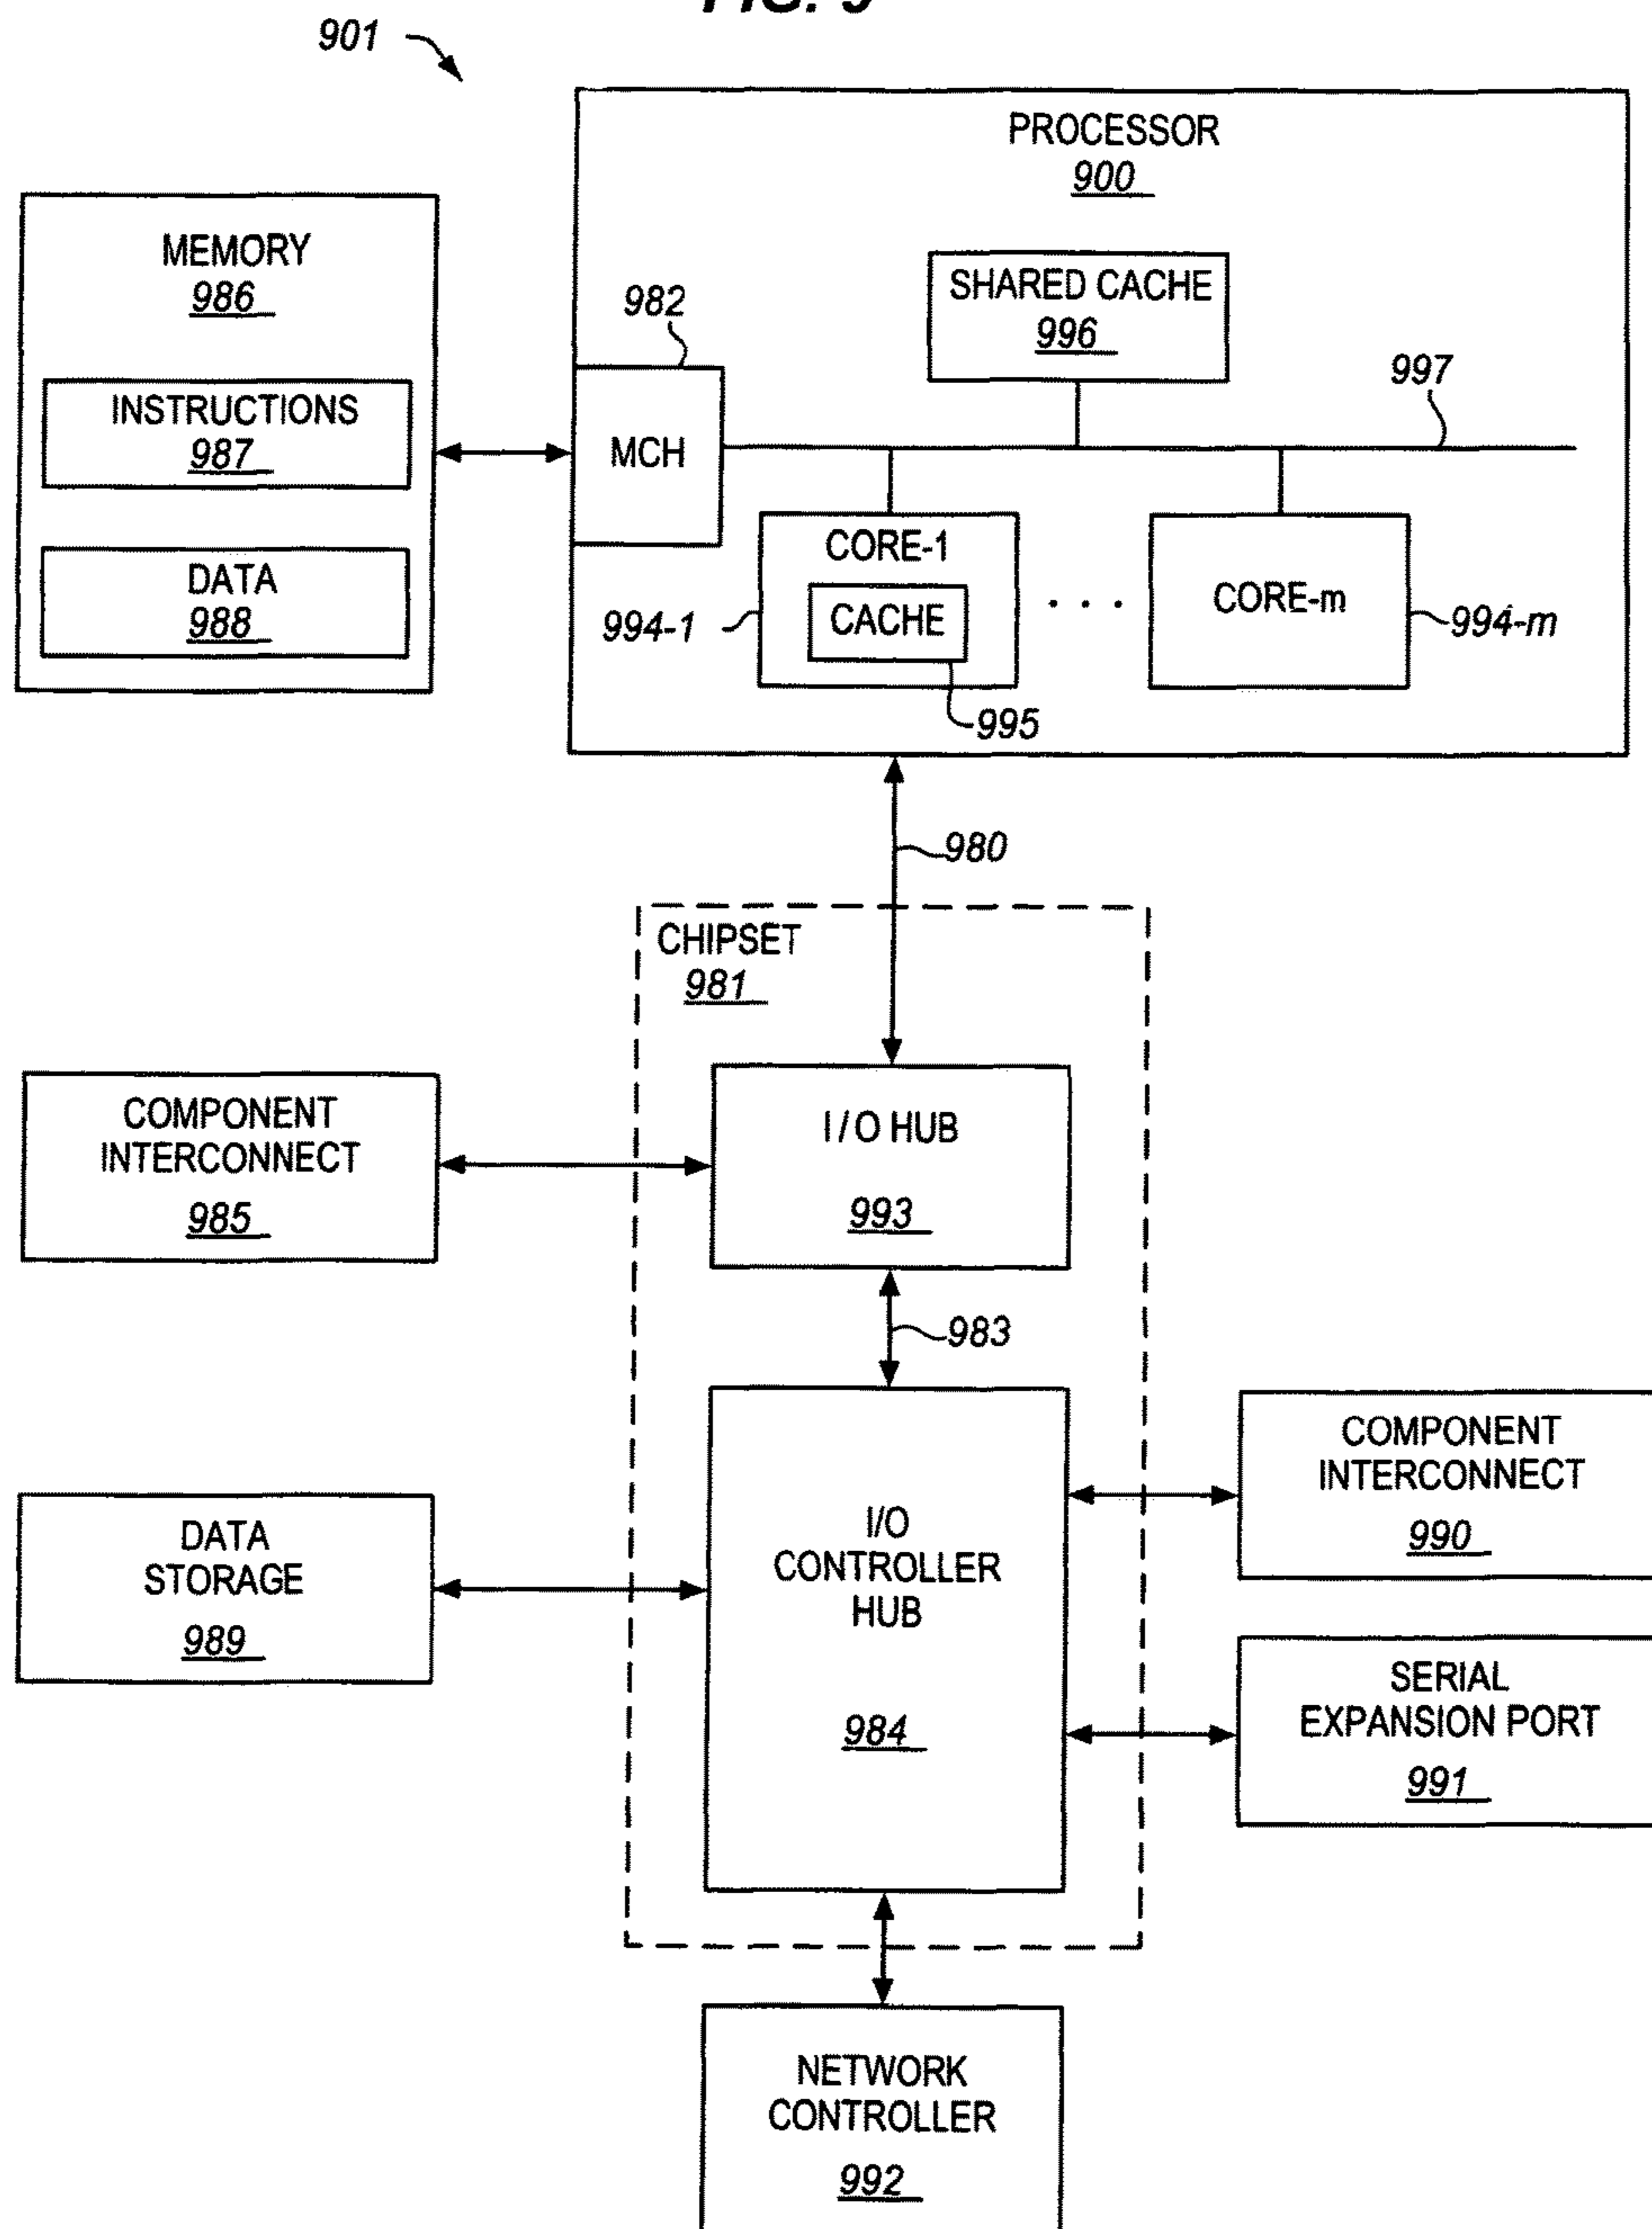 FIG. 9
901
PROCESSOR
900
MEMORY
986
SHARED CACHE
996
982
997
INSTRUCTIONS
987
MCH
CORE-1
CACHE
994-1
995
. . .
CORE-m
994-m
DATA
988
980
CHIPSET
981
COMPONENT
INTERCONNECT
985
I / O HUB
993
983
COMPONENT
INTERCONNECT
990
DATA
STORAGE
989
I/O
CONTROLLER
HUB
984
SERIAL
EXPANSION PORT
991
NETWORK
CONTROLLER
992